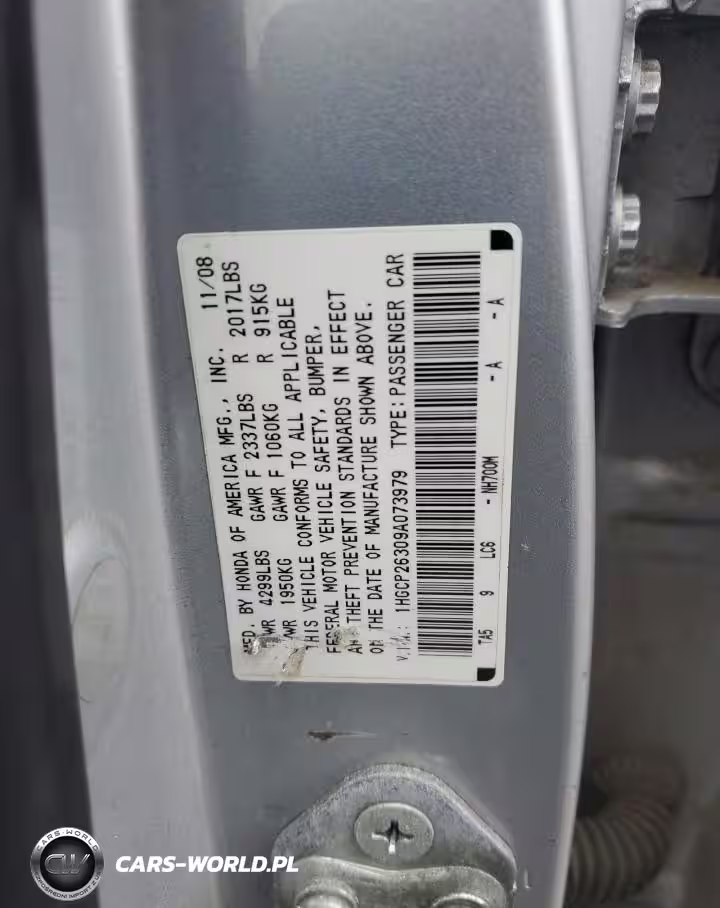 MFD. BY HONDA OF AMERICA MFG., INC. 11/08
GVWR 4299LBS GAWR F 2337LBS R 2017LBS
GVWR 1950KG GAWR F 1060KG R 915KG
THIS VEHICLE CONFORMS TO ALL APPLICABLE
FEDERAL MOTOR VEHICLE SAFETY, BUMPER,
AND THEFT PREVENTION STANDARDS IN EFFECT
ON THE DATE OF MANUFACTURE SHOWN ABOVE.
V.I.N.: 1HGCP26309A073979 TYPE: PASSENGER CAR
TA5 9 LC6 - NH700M - A - A
CARS-WORLD
CW
CARS-WORLD.PL